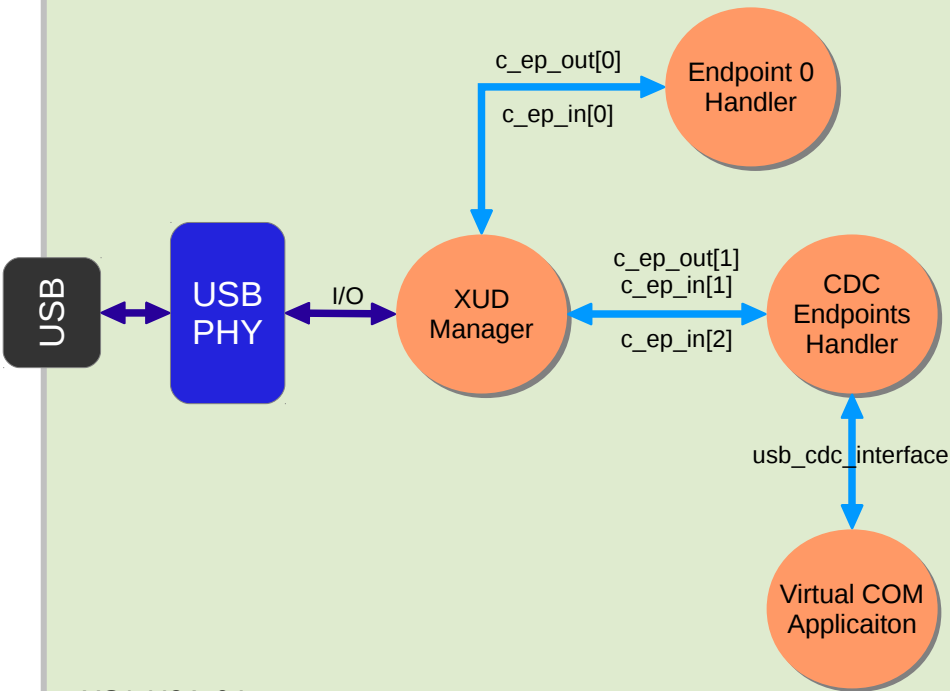 c_ep_out[0]
c_ep_in[0]
Endpoint 0
Handler
USB
USB
PHY
I/O
XUD
Manager
c_ep_out[1]
c_ep_in[1]
c_ep_in[2]
CDC
Endpoints
Handler
usb_cdc_interface
Virtual COM
Applicaiton